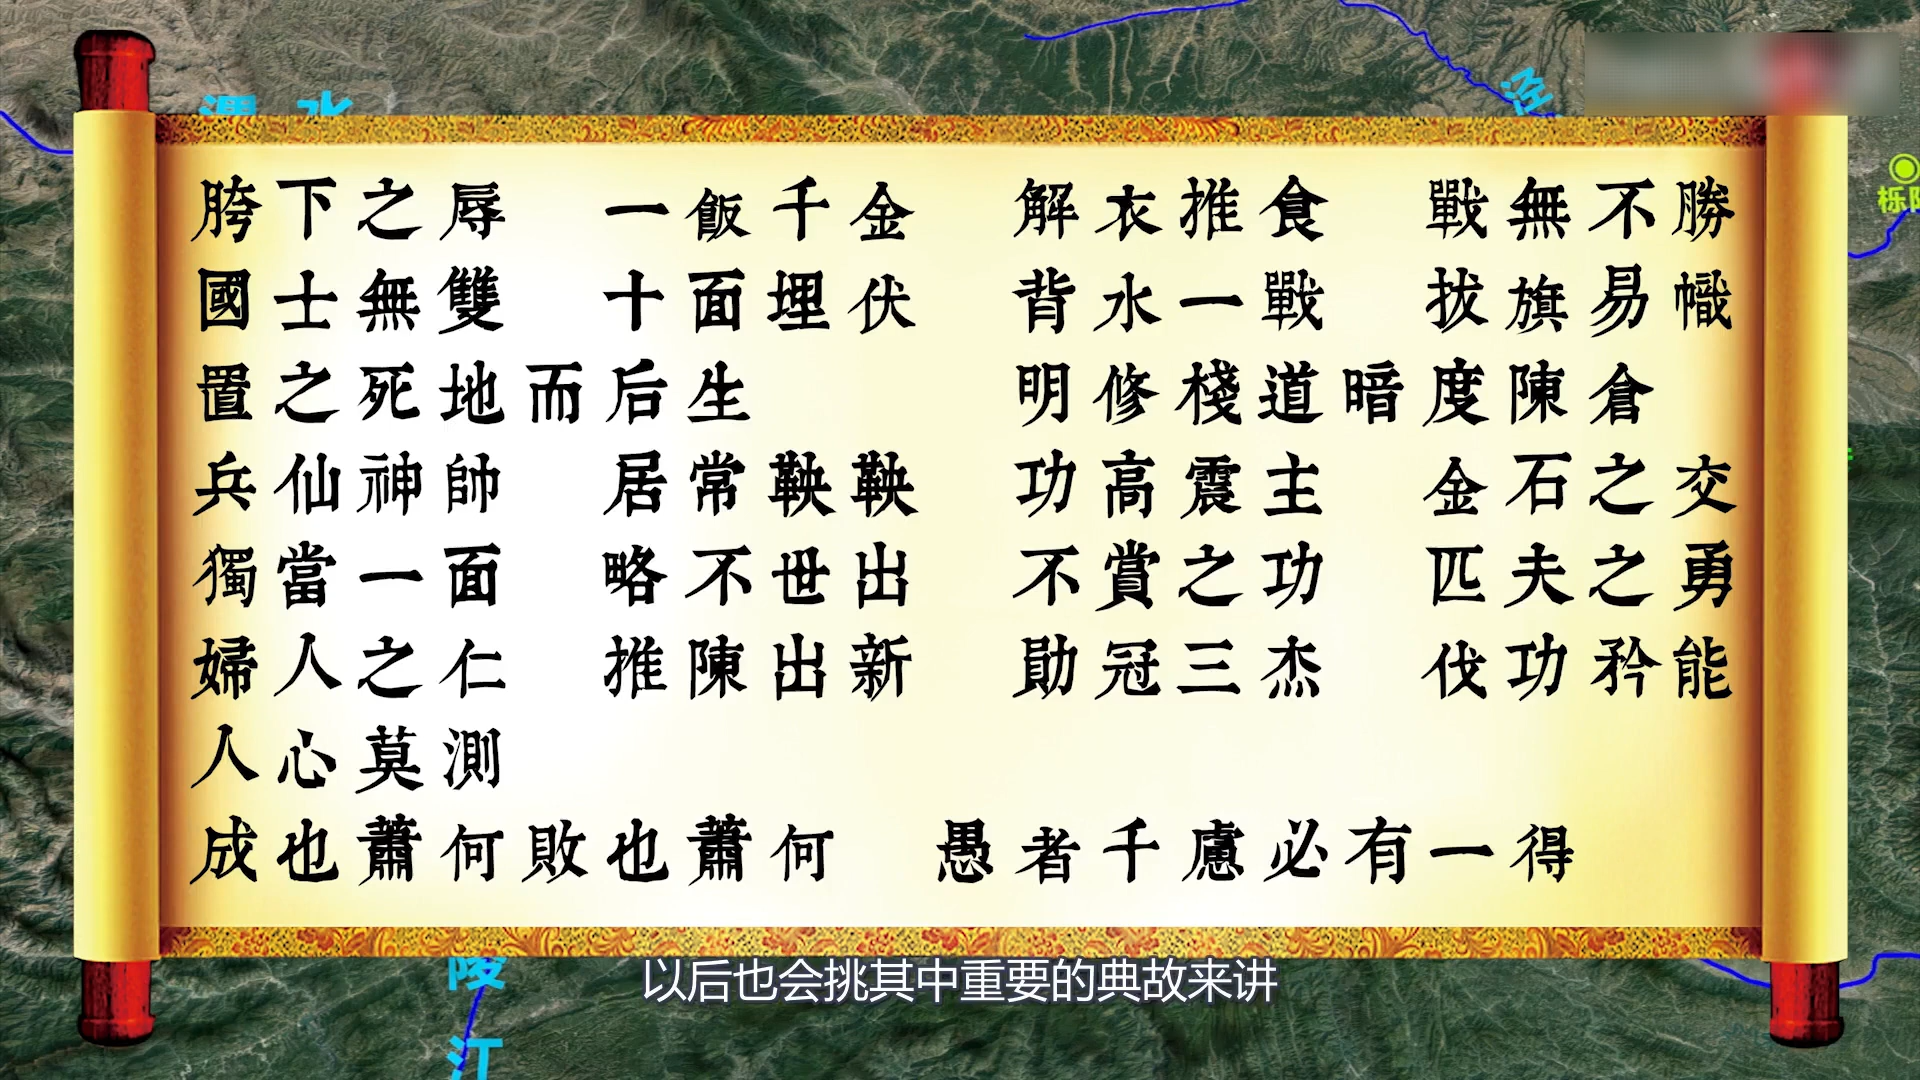 泾
胯下之辱 一飯千金 解衣推食 戰無不勝
國士無雙 十面埋伏 背水一戰 拔旗易幟
置之死地而后生 明修棧道暗度陳倉
兵仙神帥 居常鞅鞅 功高震主 金石之交
獨當一面 略不世出 不賞之功 匹夫之勇
婦人之仁 推陳出新 勛冠三杰 伐功矜能
人心莫測
成也蕭何敗也蕭何 愚者千慮必有一得
陵
以后也会挑其中重要的典故来讲
江